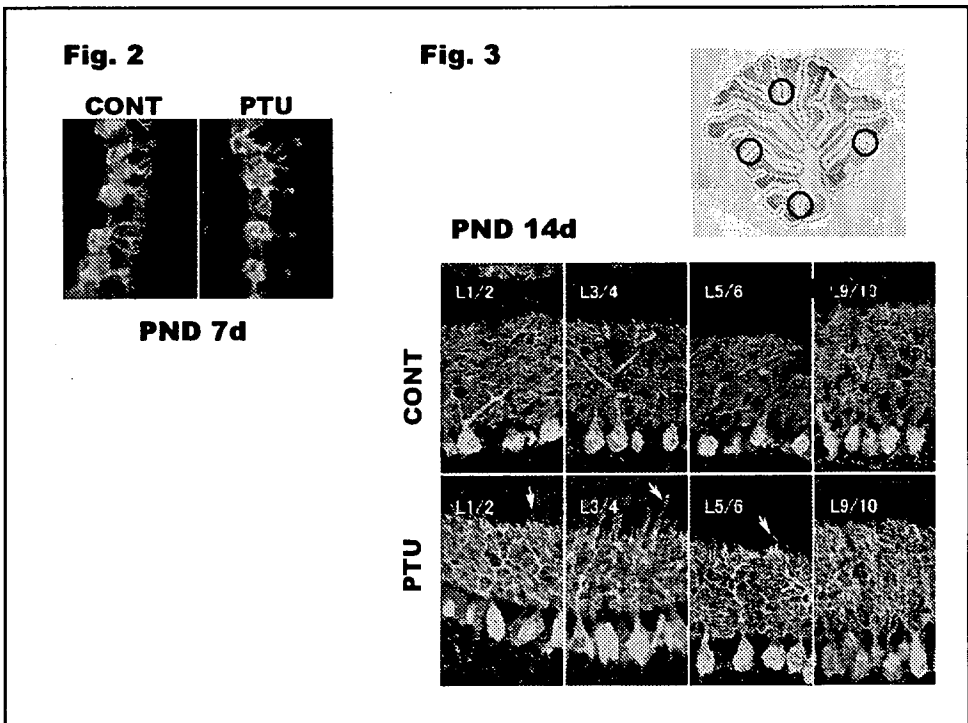 Fig. 2
CONT PTU
PND 7d
Fig. 3
PND 14d
CONT
L1/2 L3/4 L5/6 L9/10
PTU
L1/2 L3/4 L5/6 L9/10